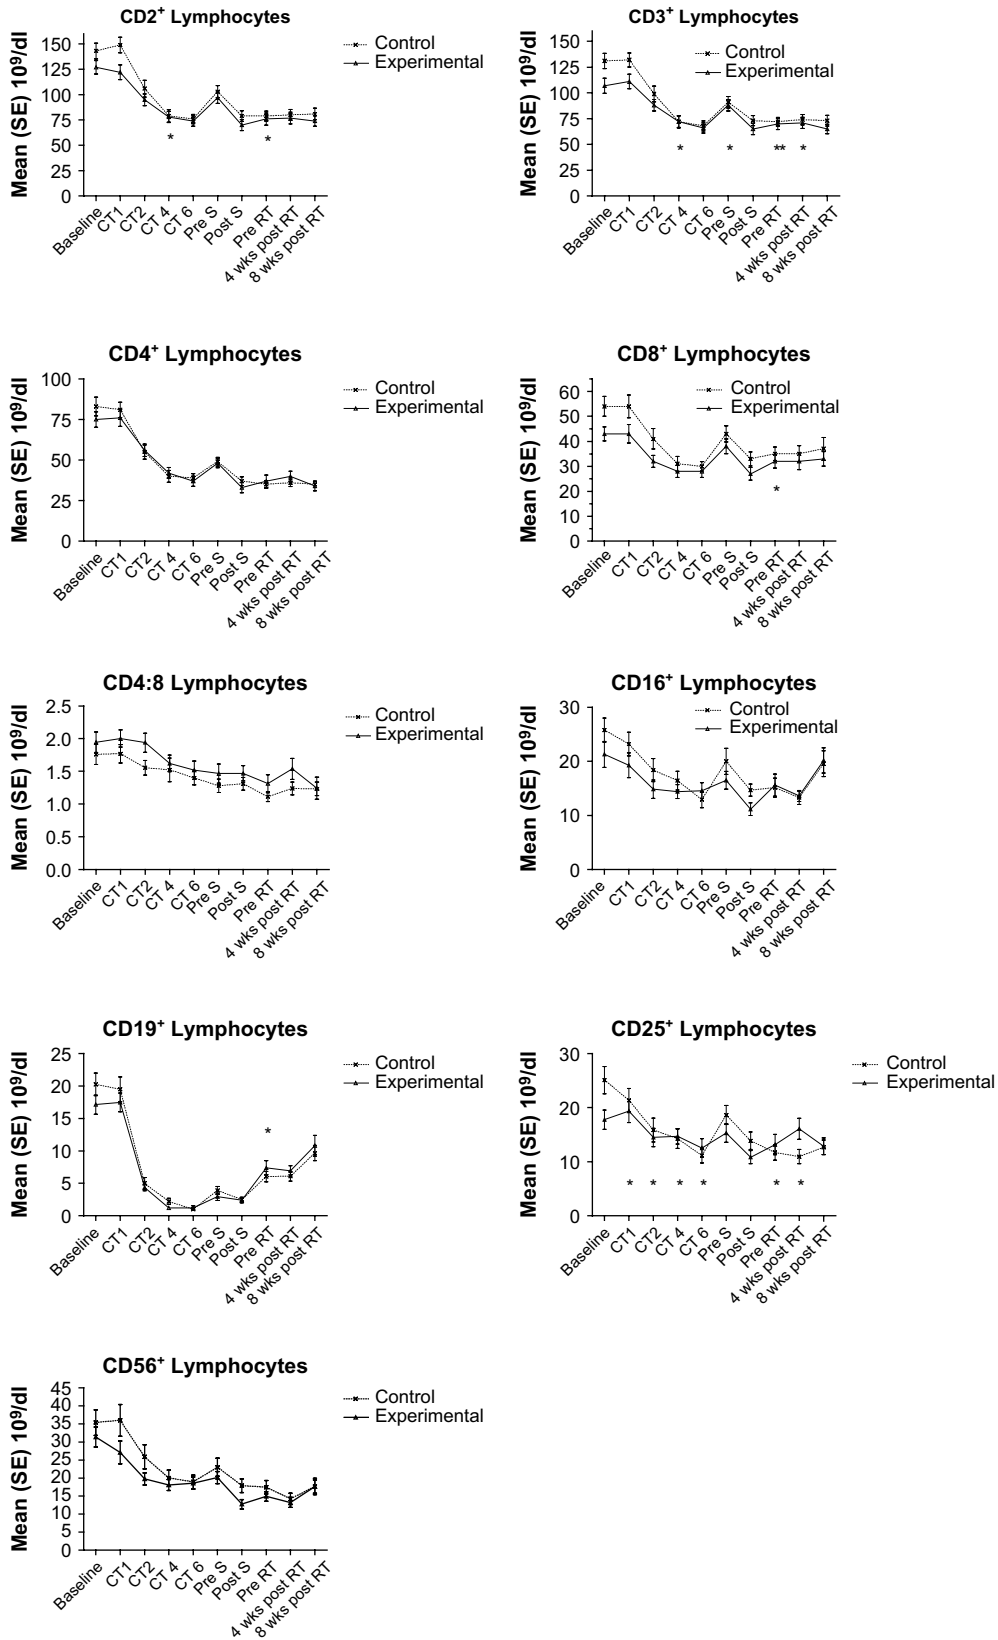 CD2⁺ Lymphocytes
Mean (SE) 10⁹/dl
150
125
100
75
50
25
0
Control
Experimental
*
*
Baseline
CT1
CT2
CT 4
CT 6
Pre S
Post S
Pre RT
4 wks post RT
8 wks post RT
CD3⁺ Lymphocytes
Mean (SE) 10⁹/dl
150
125
100
75
50
25
0
Control
Experimental
*
*
**
*
Baseline
CT1
CT2
CT 4
CT 6
Pre S
Post S
Pre RT
4 wks post RT
8 wks post RT
CD4⁺ Lymphocytes
Mean (SE) 10⁹/dl
100
75
50
25
0
Control
Experimental
Baseline
CT1
CT2
CT 4
CT 6
Pre S
Post S
Pre RT
4 wks post RT
8 wks post RT
CD8⁺ Lymphocytes
Mean (SE) 10⁹/dl
60
50
40
30
20
10
0
Control
Experimental
*
Baseline
CT1
CT2
CT 4
CT 6
Pre S
Post S
Pre RT
4 wks post RT
8 wks post RT
CD4:8 Lymphocytes
Mean (SE) 10⁹/dl
2.5
2.0
1.5
1.0
0.5
0.0
Control
Experimental
Baseline
CT1
CT2
CT 4
CT 6
Pre S
Post S
Pre RT
4 wks post RT
8 wks post RT
CD16⁺ Lymphocytes
Mean (SE) 10⁹/dl
30
20
10
0
Control
Experimental
Baseline
CT1
CT2
CT 4
CT 6
Pre S
Post S
Pre RT
4 wks post RT
8 wks post RT
CD19⁺ Lymphocytes
Mean (SE) 10⁹/dl
25
20
15
10
5
0
Control
Experimental
*
Baseline
CT1
CT2
CT 4
CT 6
Pre S
Post S
Pre RT
4 wks post RT
8 wks post RT
CD25⁺ Lymphocytes
Mean (SE) 10⁹/dl
30
20
10
0
Control
Experimental
*
*
*
*
*
*
Baseline
CT1
CT2
CT 4
CT 6
Pre S
Post S
Pre RT
4 wks post RT
8 wks post RT
CD56⁺ Lymphocytes
Mean (SE) 10⁹/dl
45
40
35
30
25
20
15
10
5
0
Control
Experimental
Baseline
CT1
CT2
CT 4
CT 6
Pre S
Post S
Pre RT
4 wks post RT
8 wks post RT